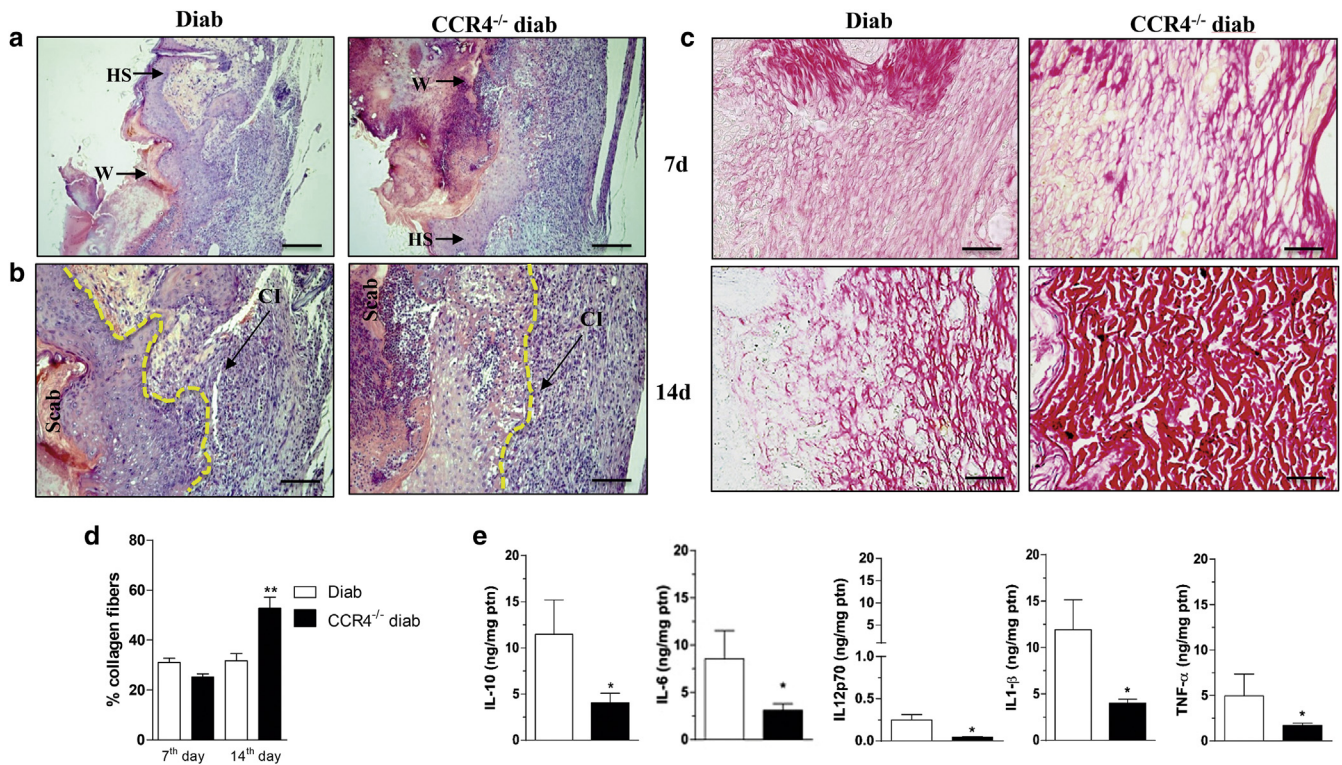 Diab
CCR4-/- diab
a
HS
W
W
HS
b
Scab
CI
Scab
CI
Diab
CCR4-/- diab
c
7d
14d
d
% collagen fibers
80
60
40
20
0
**
7th day
14th day
Diab
CCR4-/- diab
e
IL-10 (ng/mg ptn)
20
15
10
5
0
*
IL-6 (ng/mg ptn)
20
15
10
5
0
*
IL12p70 (ng/mg ptn)
20
15
10
5
1.0
0.5
0.0
*
IL1-β (ng/mg ptn)
20
15
10
5
0
*
TNF-α (ng/mg ptn)
20
15
10
5
0
*